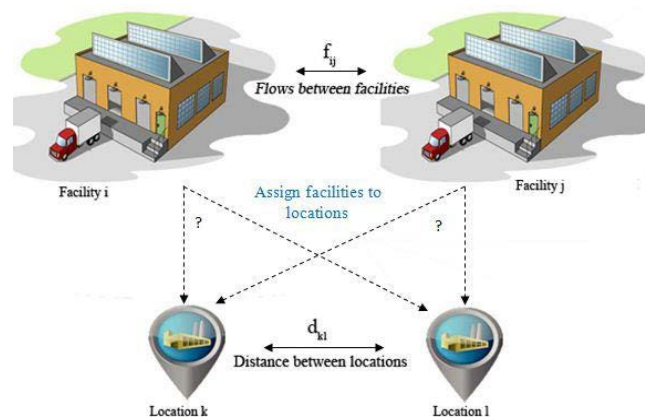 f_ij
Flows between facilities
Facility i
Facility j
Assign facilities to
locations
?
?
d_kl
Distance between locations
Location k
Location l